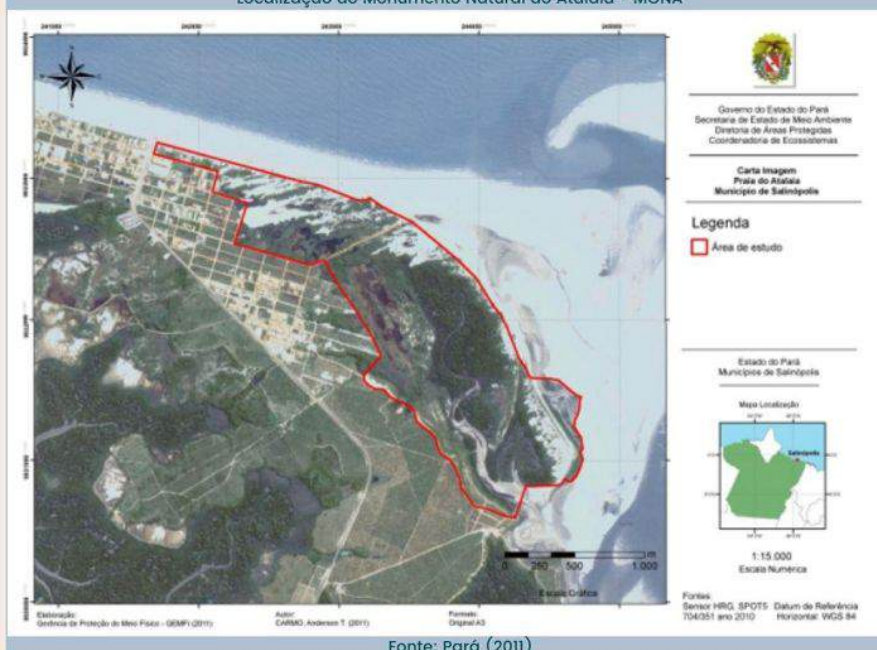 Localização do Monumento Natural do Atalaia - MONA
Governo do Estado do Pará
Secretaria de Estado de Meio Ambiente
Diretoria de Áreas Protegidas
Coordenadoria de Ecossistemas
Carta Imagem
Praia do Atalaia
Município de Salinópolis
Legenda
Área de estudo
Estado do Pará
Municípios de Salinópolis
Mapa Localização
Salinópolis
1:15.000
Escala Numérica
0 250 500 1.000 m
Escala Gráfica
Elaboração:
Gerência de Proteção do Meio Físico - GEMFI (2011)
Autor:
CARMO, Anderson T. (2011)
Formato:
Original A3
Fontes:
Sensor HRG, SPOT5 Datum de Referência
704/351 ano 2010 Horizontal: WGS 84
Fonte: Pará (2011)